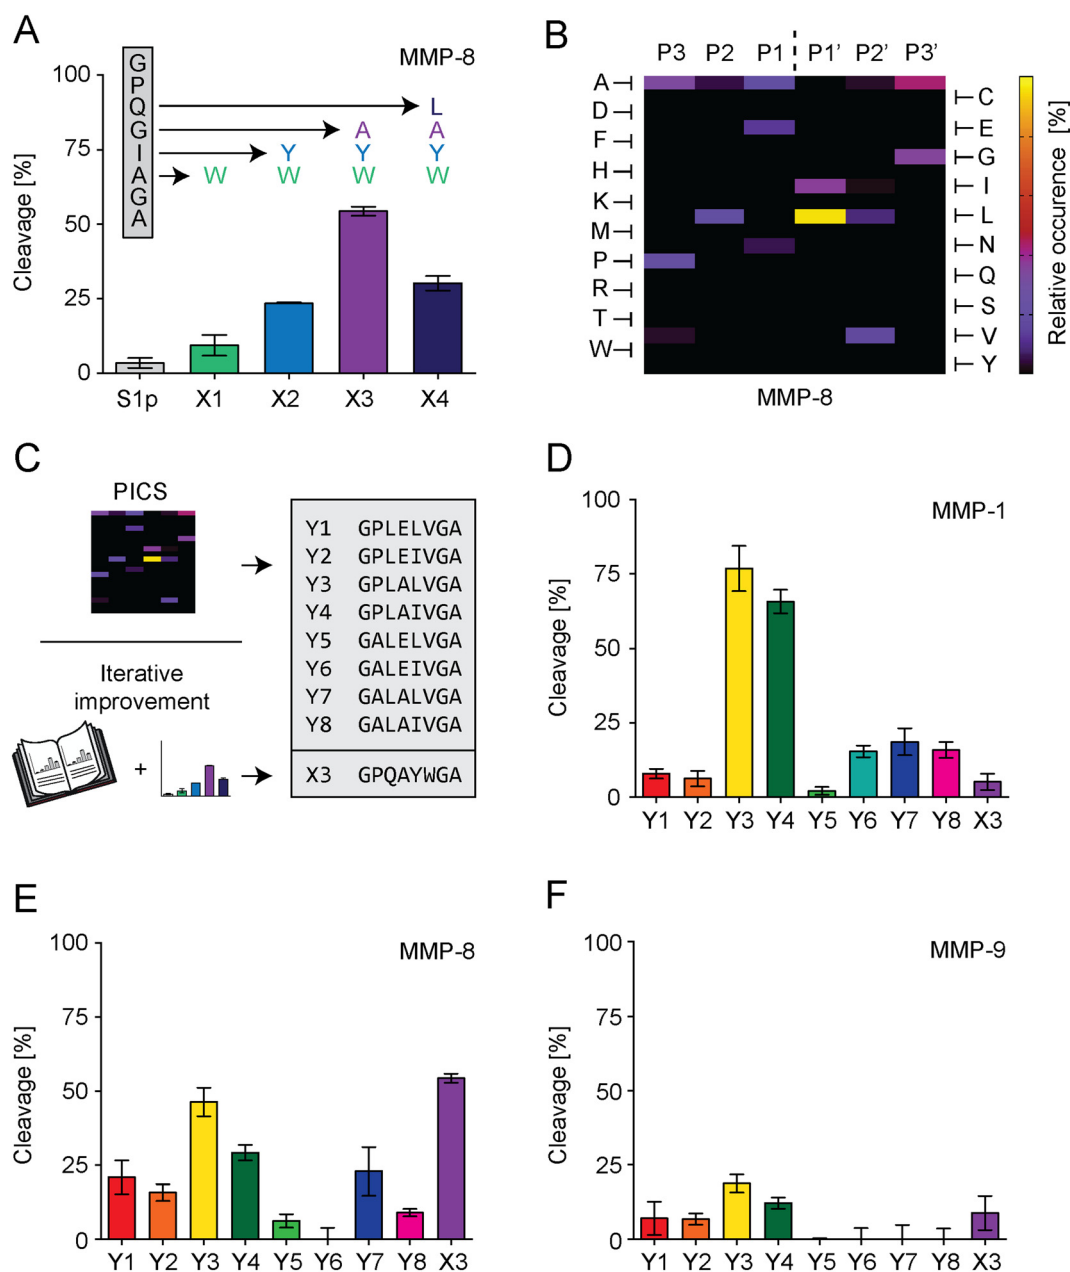 A
MMP-8
Cleavage [%]
100
75
50
25
0
G
P
Q
G
I
A
G
A
L
A A
Y Y Y
W W W W
S1p X1 X2 X3 X4
B
P3 P2 P1 P1’ P2’ P3’
A
C
D
E
F
G
H
I
K
L
M
N
P
Q
R
S
T
V
W
Y
Relative occurence [%]
MMP-8
C
PICS
Iterative
improvement
+
Y1 GPLELVGA
Y2 GPLEIVGA
Y3 GPLALVGA
Y4 GPLAIVGA
Y5 GALELVGA
Y6 GALEIVGA
Y7 GALALVGA
Y8 GALAIVGA
X3 GPQAYWGA
D
MMP-1
Cleavage [%]
100
75
50
25
0
Y1 Y2 Y3 Y4 Y5 Y6 Y7 Y8 X3
E
MMP-8
Cleavage [%]
100
75
50
25
0
Y1 Y2 Y3 Y4 Y5 Y6 Y7 Y8 X3
F
MMP-9
Cleavage [%]
100
75
50
25
0
Y1 Y2 Y3 Y4 Y5 Y6 Y7 Y8 X3